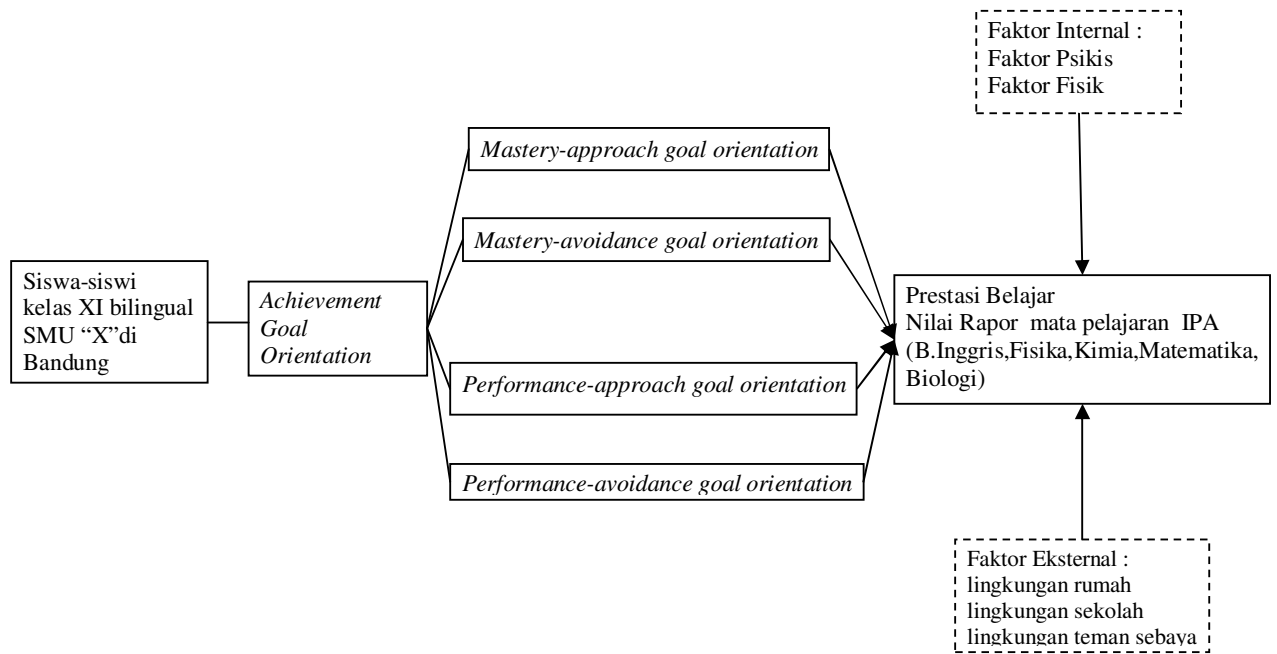 Faktor Internal :
Faktor Psikis
Faktor Fisik
Mastery-approach goal orientation
Mastery-avoidance goal orientation
Siswa-siswi
kelas XI bilingual
SMU “X”di
Bandung
Achievement
Goal
Orientation
Prestasi Belajar
Nilai Rapor mata pelajaran IPA
(B.Inggris,Fisika,Kimia,Matematika,
Biologi)
Performance-approach goal orientation
Performance-avoidance goal orientation
Faktor Eksternal :
lingkungan rumah
lingkungan sekolah
lingkungan teman sebaya